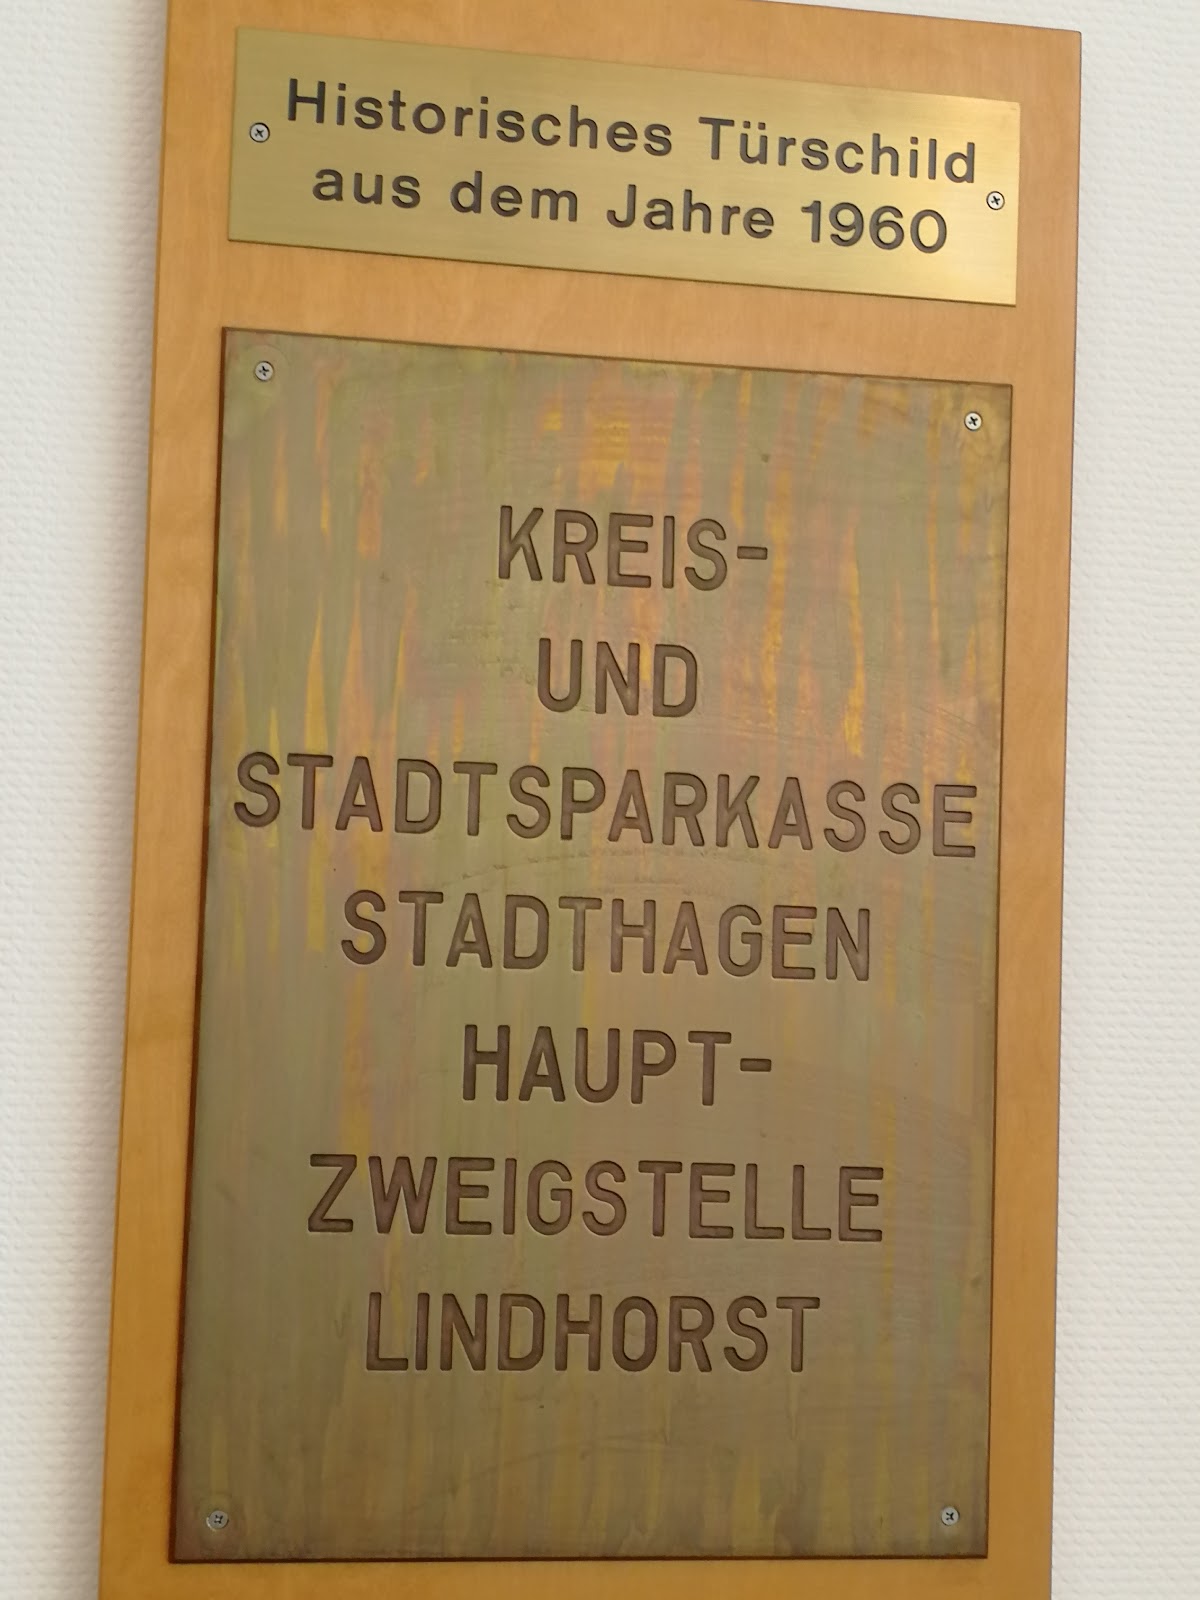 Historisches Türschild
aus dem Jahre 1960
KREIS-
UND
STADTSPARKASSE
STADTHAGEN
HAUPT-
ZWEIGSTELLE
LINDHORST